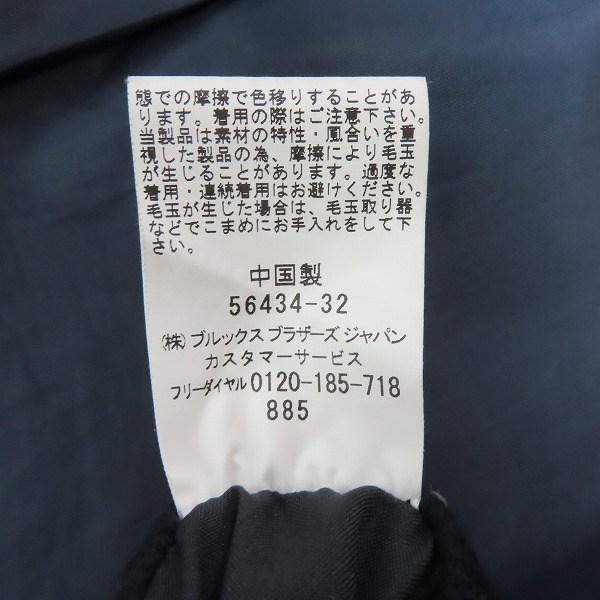 態での摩擦で色移りすることがあ
ります。着用の際はご注意下さい。
当製品は素材の特性・風合いを重
視した製品の為、摩擦により毛玉
が生じることがあります。過度な
着用・連続着用はお避けください。
毛玉が生じた場合は、毛玉取り器
などでこまめにお手入れをして下
さい。
中国製
56434-32
㈱ ブルックス ブラザーズ ジャパン
カスタマーサービス
フリーダイヤル 0120-185-718
885